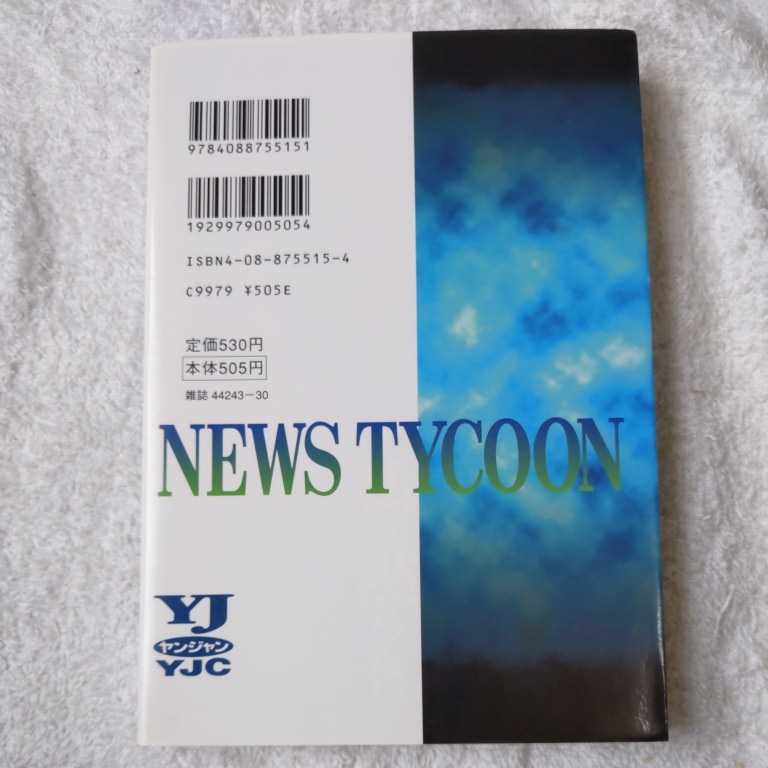 9784088755151
1929979005054
ISBN4-08-875515-4
C9979 ¥505E
定価530円
本体505円
雑誌 44243-30
NEWS TYCOON
YJ
ヤンジャン
YJC